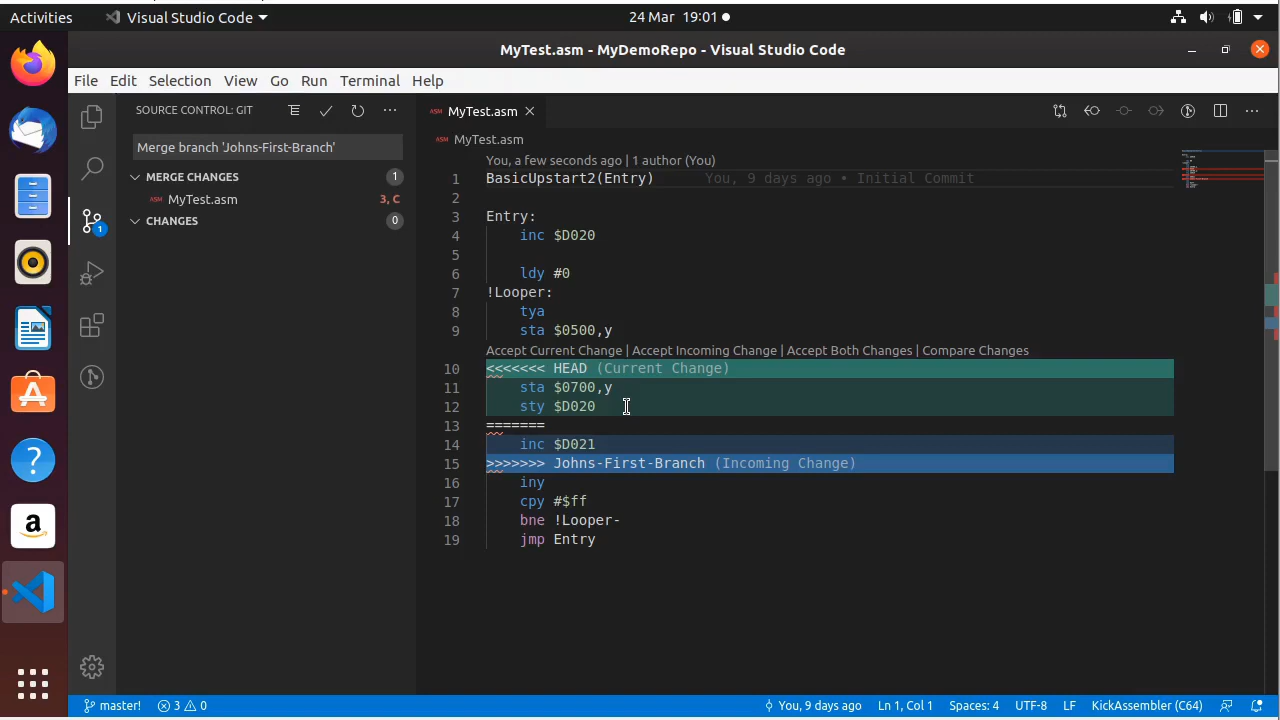 Activities
Visual Studio Code
24 Mar 19:01
MyTest.asm - MyDemoRepo - Visual Studio Code
File Edit Selection View Go Run Terminal Help
SOURCE CONTROL: GIT
MyTest.asm
ASM MyTest.asm
Merge branch 'Johns-First-Branch'
MERGE CHANGES 1
ASM MyTest.asm 3, C
CHANGES 0
1
You, a few seconds ago | 1 author (You)
1 BasicUpstart2(Entry) You, 9 days ago • Initial Commit
2
3 Entry:
4 inc $D020
5
6 ldy #0
7 !Looper:
8 tya
9 sta $0500,y
Accept Current Change | Accept Incoming Change | Accept Both Changes | Compare Changes
10 <<<<<<< HEAD (Current Change)
11 sta $0700,y
12 sty $D020
13 =======
14 inc $D021
15 >>>>>>> Johns-First-Branch (Incoming Change)
16 iny
17 cpy #$ff
18 bne !Looper-
19 jmp Entry
master! 3 0 You, 9 days ago Ln 1, Col 1 Spaces: 4 UTF-8 LF KickAssembler (C64)